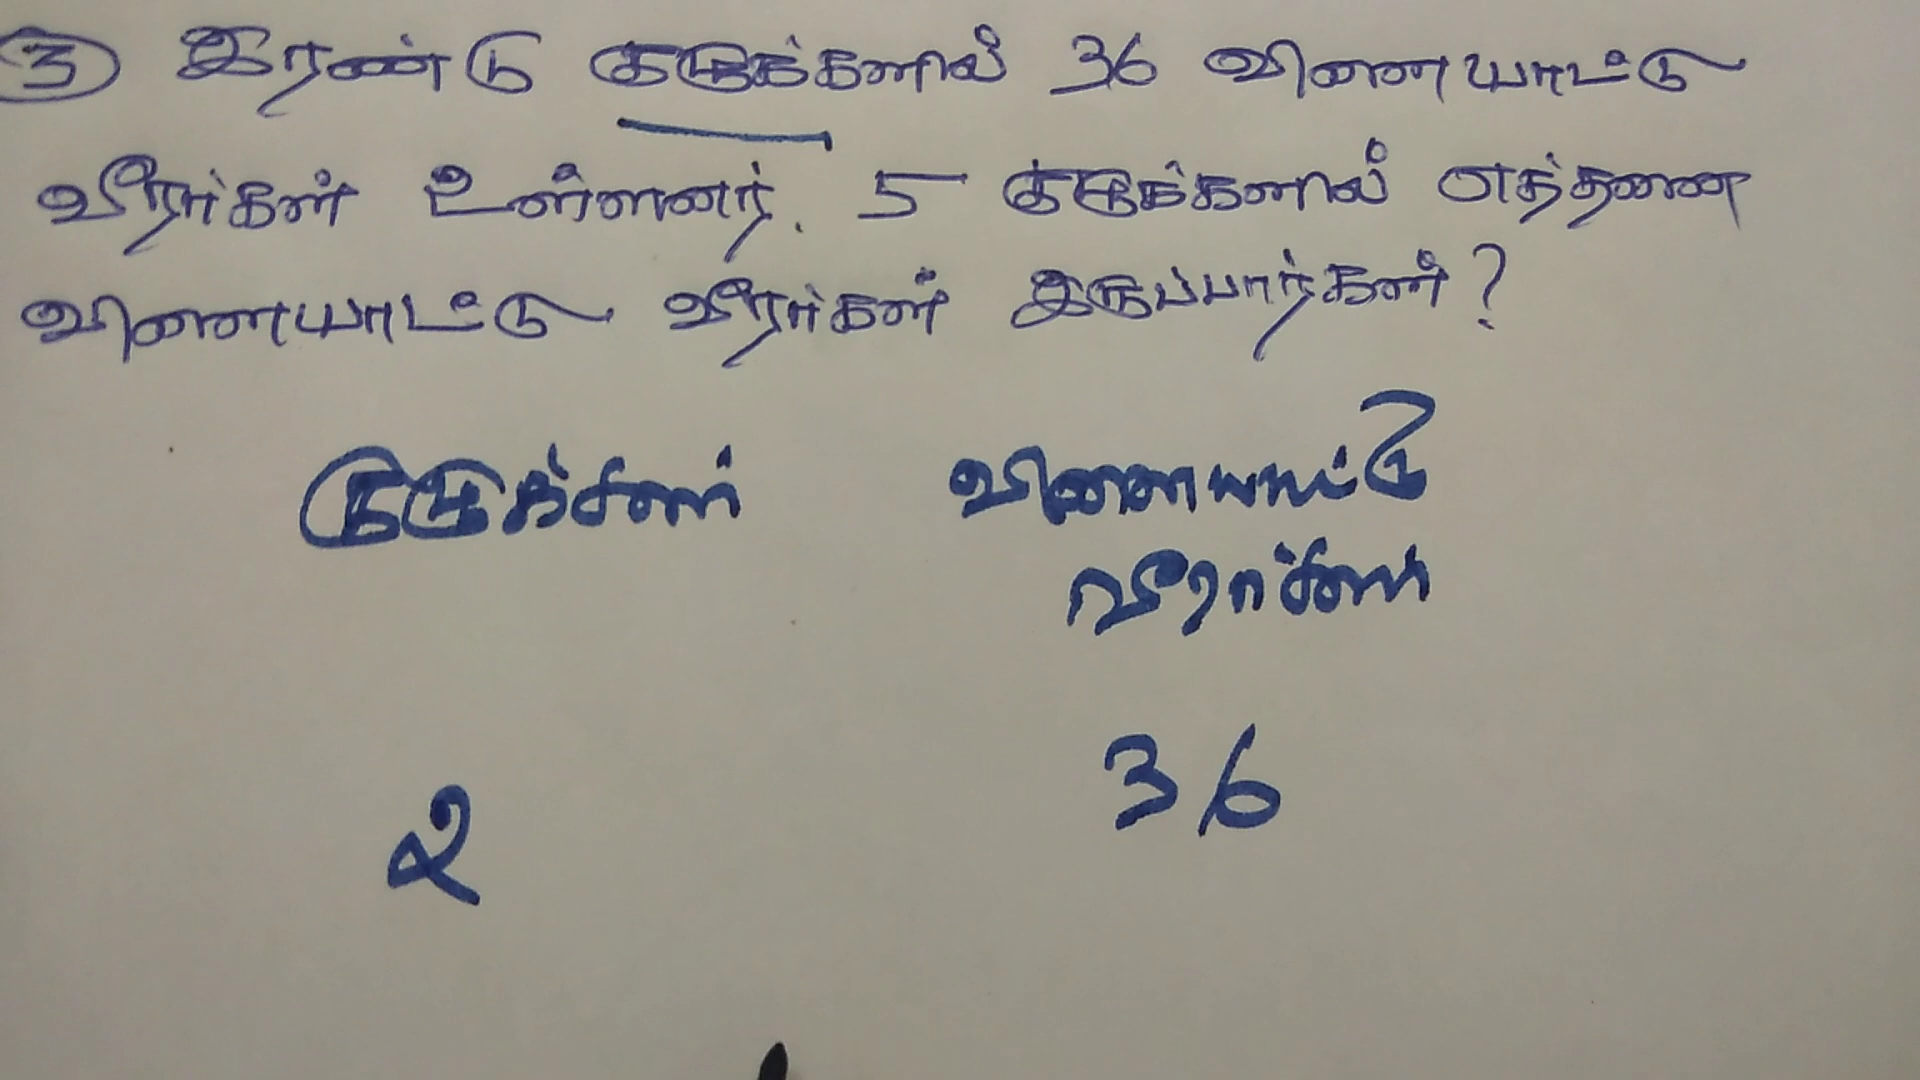 3 இரண்டு குழுக்களில் 36 விளையாட்டு
வீரர்கள் உள்ளனர். 5 குழுக்களில் எத்தனை
விளையாட்டு வீரர்கள் இருப்பார்கள்?
குழுக்கள் விளையாட்டு
வீரர்கள்
2 36